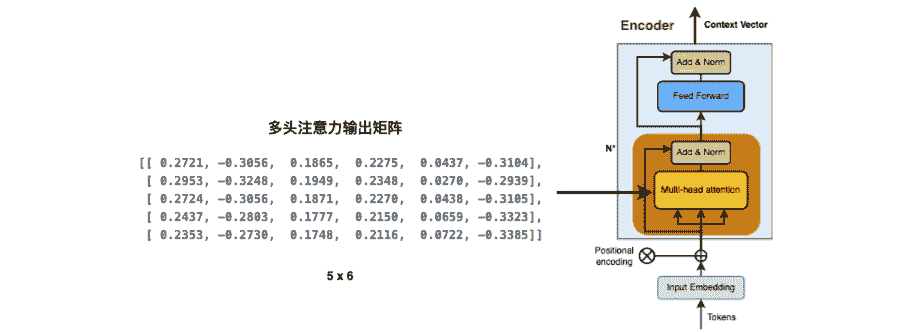 多头注意力输出矩阵
[[ 0.2721, -0.3056, 0.1865, 0.2275, 0.0437, -0.3104],
[ 0.2953, -0.3248, 0.1949, 0.2348, 0.0270, -0.2939],
[ 0.2724, -0.3056, 0.1871, 0.2270, 0.0438, -0.3105],
[ 0.2437, -0.2803, 0.1777, 0.2150, 0.0659, -0.3323],
[ 0.2353, -0.2730, 0.1748, 0.2116, 0.0722, -0.3385]]
5 x 6
Encoder
Context Vector
Add & Norm
Feed Forward
N*
Add & Norm
Multi-head attention
Positional
encoding
Input Embedding
Tokens